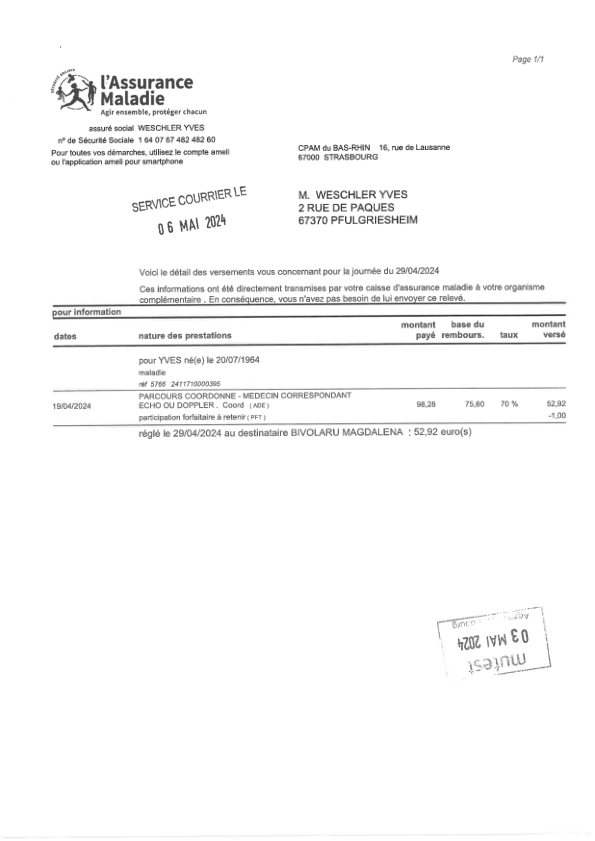 Page 1/1
SÉCURITÉ SOCIALE
l'Assurance
Maladie
Agir ensemble, protéger chacun
assuré social WESCHLER YVES
n° de Sécurité Sociale 1 64 07 67 482 482 60
Pour toutes vos démarches, utilisez le compte ameli
ou l'application ameli pour smartphone
CPAM du BAS-RHIN 16, rue de Lausanne
67000 STRASBOURG
SERVICE COURRIER LE
06 MAI 2024
M. WESCHLER YVES
2 RUE DE PAQUES
67370 PFULGRIESHEIM
Voici le détail des versements vous concernant pour la journée du 29/04/2024
Ces informations ont été directement transmises par votre caisse d'assurance maladie à votre organisme
complémentaire . En conséquence, vous n'avez pas besoin de lui envoyer ce relevé.
pour information
dates nature des prestations montant payé base du rembours. taux montant versé
pour YVES né(e) le 20/07/1964
maladie
réf 5766 2411710000395
PARCOURS COORDONNE - MEDECIN CORRESPONDANT
19/04/2024 ECHO OU DOPPLER . Coord (ADE) 98,28 75,60 70 % 52,92
participation forfaitaire à retenir (PFT) -1,00
réglé le 29/04/2024 au destinataire BIVOLARU MAGDALENA : 52,92 euro(s)
mutest
03 MAI 2024